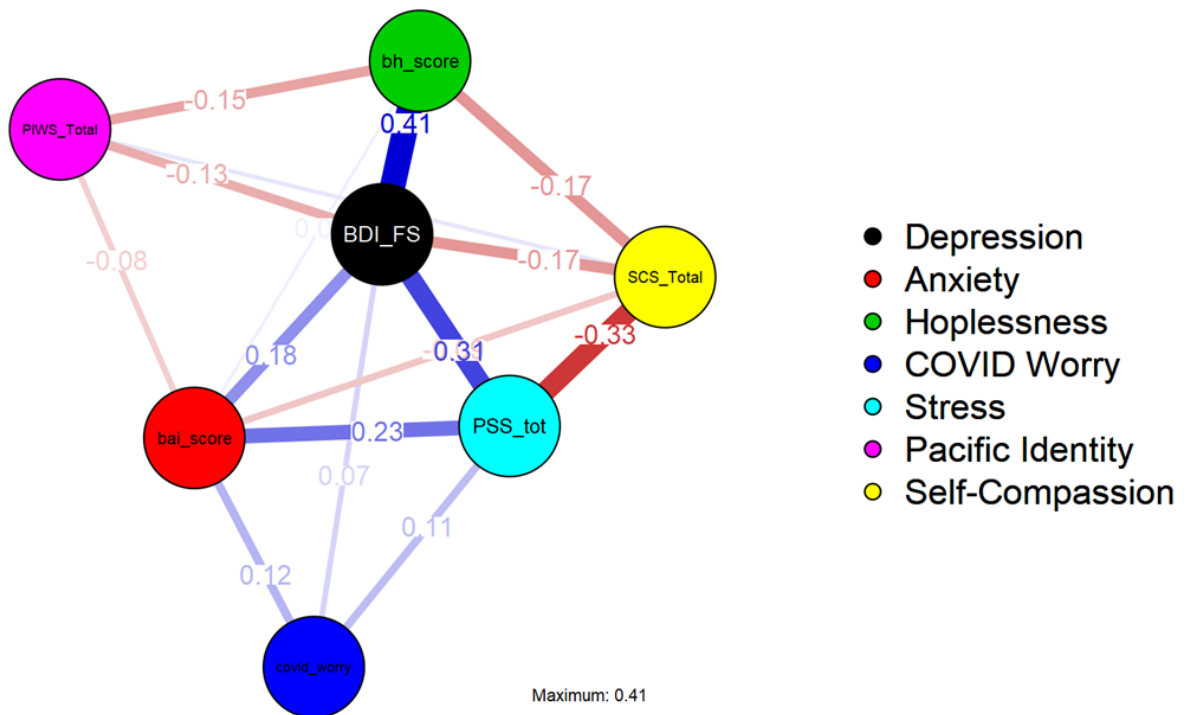 bh_score
PIWS_Total
-0.15
0.41
-0.13
-0.17
BDI_FS
-0.17
SCS_Total
-0.08
-0.33
0.31
0.18
bai_score
0.23
PSS_tot
0.07
0.11
0.12
covid_worry
Maximum: 0.41
Depression
Anxiety
Hoplessness
COVID Worry
Stress
Pacific Identity
Self-Compassion